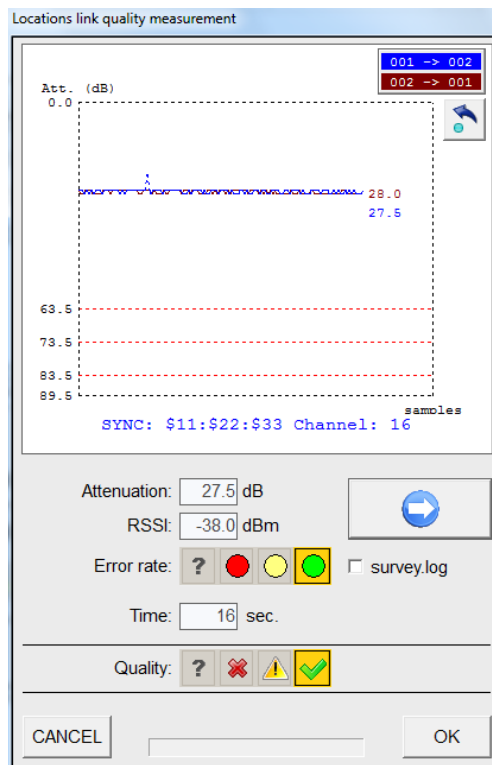 Locations link quality measurement
001 -> 002
002 -> 001
Att. (dB)
0.0
28.0
27.5
63.5
73.5
83.5
89.5
samples
SYNC: $11:$22:$33 Channel: 16
Attenuation: 27.5 dB
RSSI: -38.0 dBm
Error rate: ?
survey.log
Time: 16 sec.
Quality: ?
CANCEL
OK